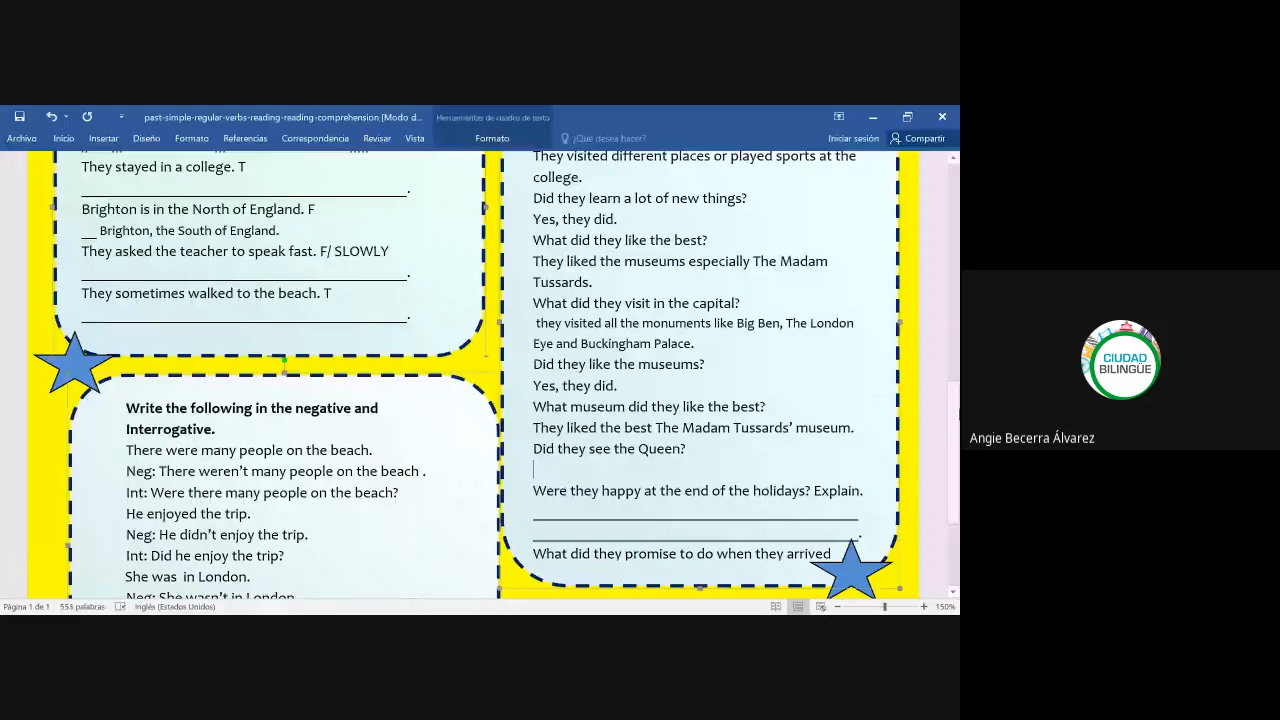 past-simple-regular-verbs-reading-reading-comprehension [Modo d...
Herramientas de cuadro de texto
Archivo Inicio Insertar Diseño Formato Referencias Correspondencia Revisar Vista Formato ¿Qué desea hacer? Iniciar sesión Compartir
They stayed in a college. T
.
Brighton is in the North of England. F
__ Brighton, the South of England.
They asked the teacher to speak fast. F/ SLOWLY
.
They sometimes walked to the beach. T
.
Write the following in the negative and
Interrogative.
There were many people on the beach.
Neg: There weren't many people on the beach .
Int: Were there many people on the beach?
He enjoyed the trip.
Neg: He didn't enjoy the trip.
Int: Did he enjoy the trip?
She was in London.
Neg: She wasn't in London.
They visited different places or played sports at the
college.
Did they learn a lot of new things?
Yes, they did.
What did they like the best?
They liked the museums especially The Madam
Tussards.
What did they visit in the capital?
they visited all the monuments like Big Ben, The London
Eye and Buckingham Palace.
Did they like the museums?
Yes, they did.
What museum did they like the best?
They liked the best The Madam Tussards' museum.
Did they see the Queen?
Were they happy at the end of the holidays? Explain.
.
What did they promise to do when they arrived
Página 1 de 1 553 palabras Inglés (Estados Unidos) 150%
CIUDAD
BILINGÜE
Angie Becerra Álvarez